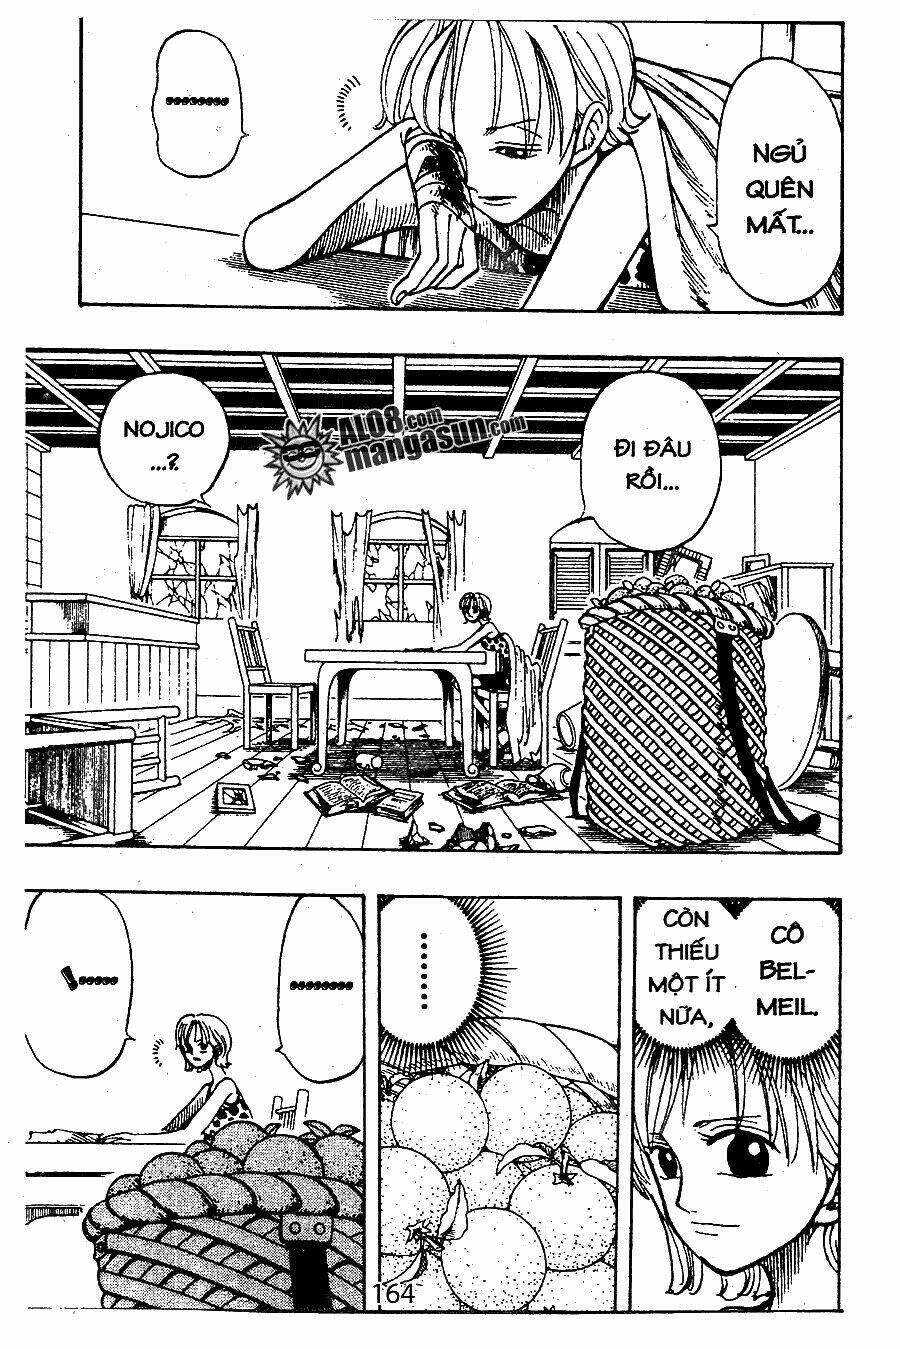 NGỦ
QUÊN
MẤT...
.........
ĐI ĐÂU
RỒI...
NOJICO
...?
A108.com
mangasun.com
CÔ
BEL-
MEIL.
CÒN
THIẾU
MỘT ÍT
NỮA,
.......
.........
!.....
164